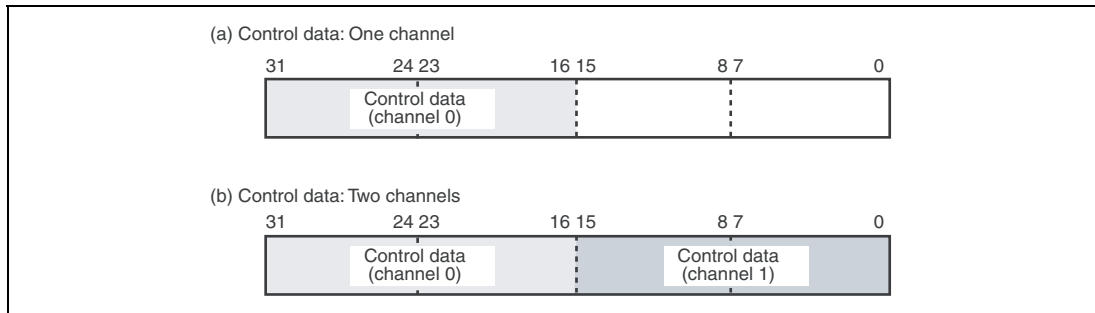 (a) Control data: One channel
31 24 23 16 15 8 7 0
Control data
(channel 0)
(b) Control data: Two channels
31 24 23 16 15 8 7 0
Control data Control data
(channel 0) (channel 1)